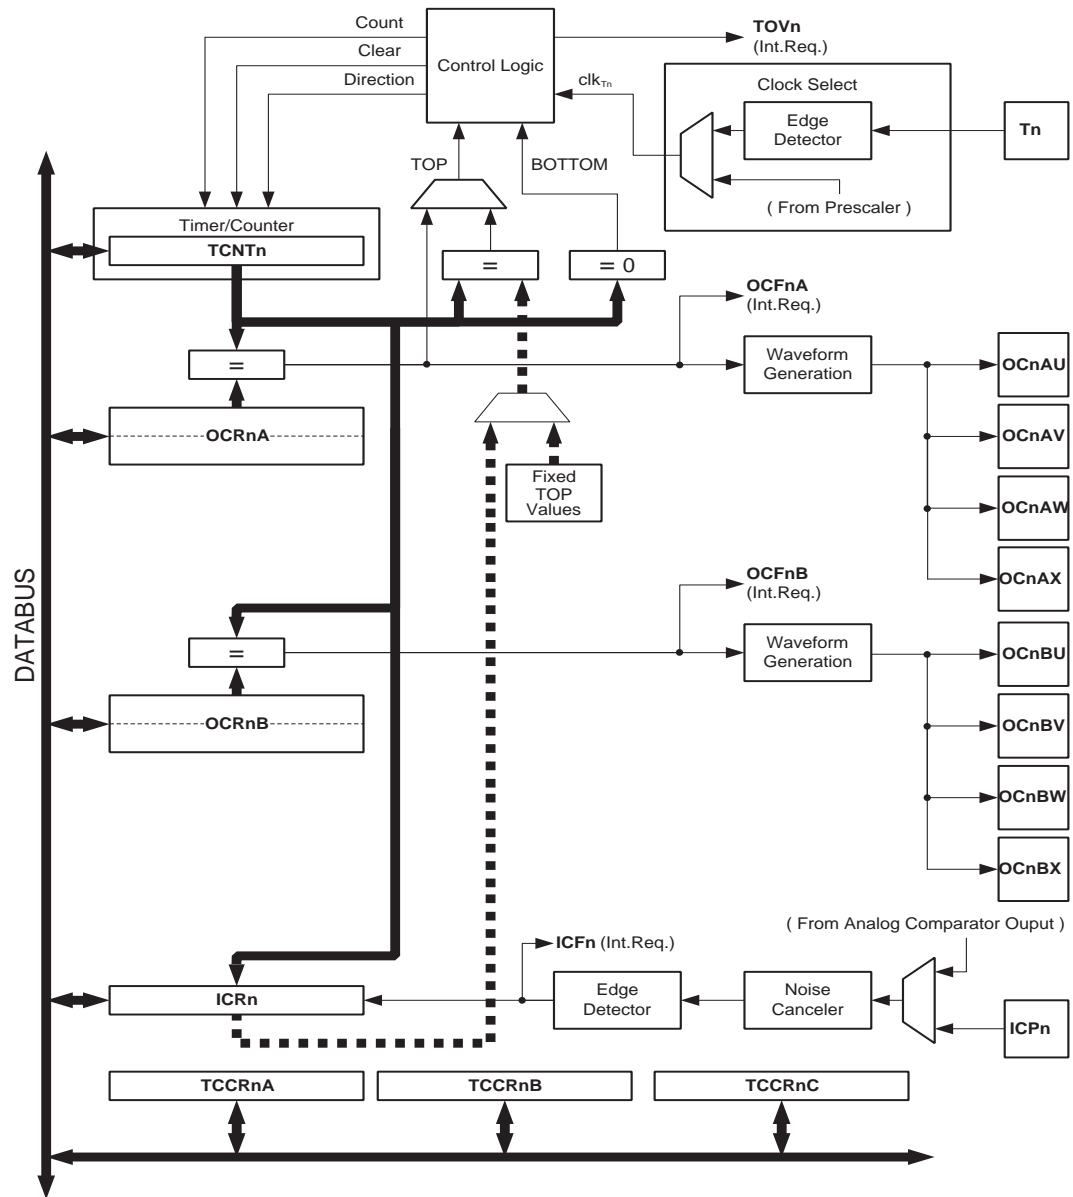 Count
Clear
Direction
Control Logic
TOVn
(Int.Req.)
clkTn
Clock Select
Edge
Detector
Tn
( From Prescaler )
TOP
BOTTOM
Timer/Counter
TCNTn
=
= 0
OCFnA
(Int.Req.)
=
Waveform
Generation
OCnAU
OCRnA
OCnAV
Fixed
TOP
Values
OCnAW
OCnAX
DATABUS
OCFnB
(Int.Req.)
=
Waveform
Generation
OCnBU
OCRnB
OCnBV
OCnBW
OCnBX
( From Analog Comparator Ouput )
ICFn (Int.Req.)
ICRn
Edge
Detector
Noise
Canceler
ICPn
TCCRnA
TCCRnB
TCCRnC